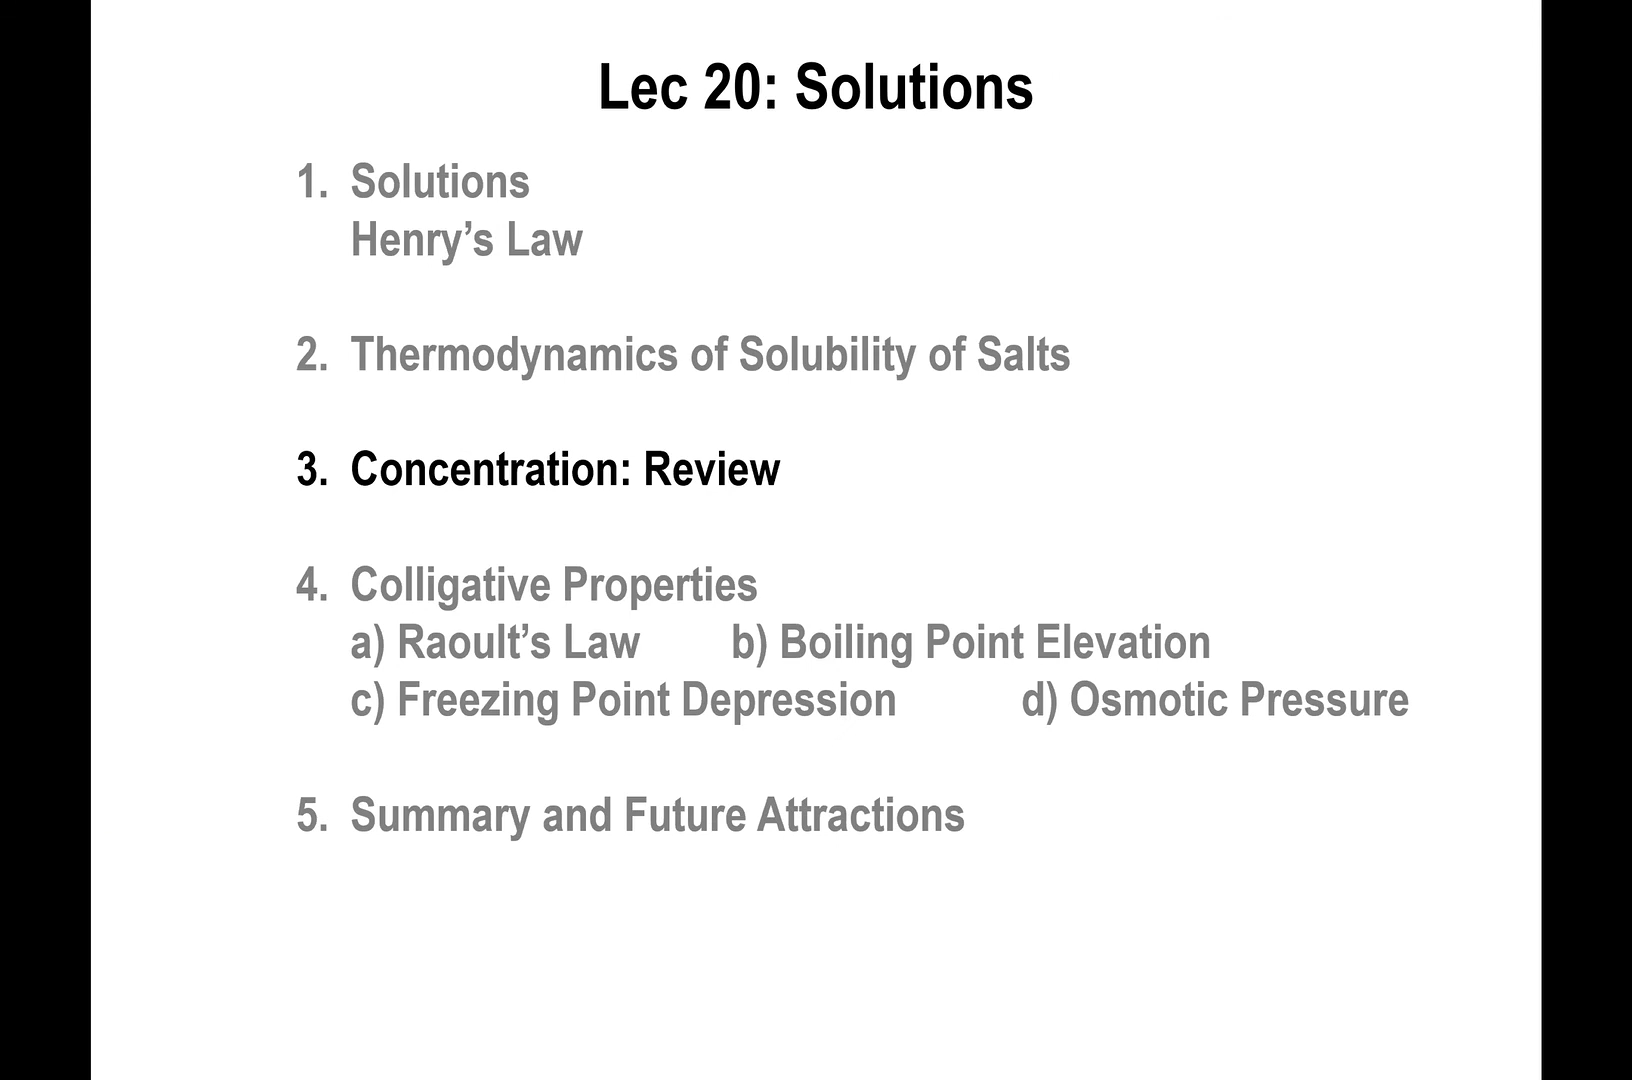 Lec 20: Solutions
1. Solutions
Henry’s Law
2. Thermodynamics of Solubility of Salts
3. Concentration: Review
4. Colligative Properties
a) Raoult’s Law b) Boiling Point Elevation
c) Freezing Point Depression d) Osmotic Pressure
5. Summary and Future Attractions